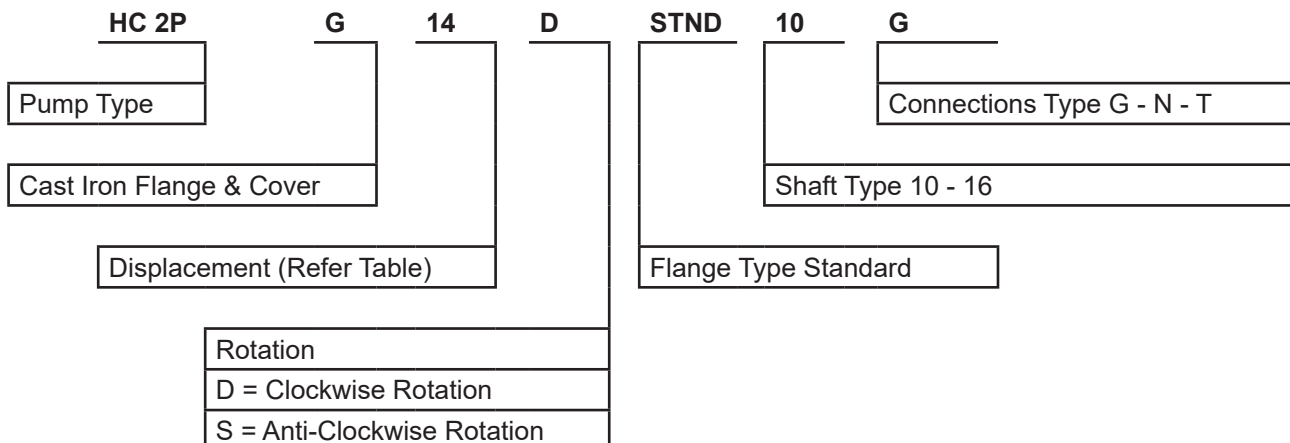 HC 2P G 14 D STND 10 G
Pump Type Connections Type G - N - T
Cast Iron Flange & Cover Shaft Type 10 - 16
Displacement (Refer Table) Flange Type Standard
Rotation
D = Clockwise Rotation
S = Anti-Clockwise Rotation